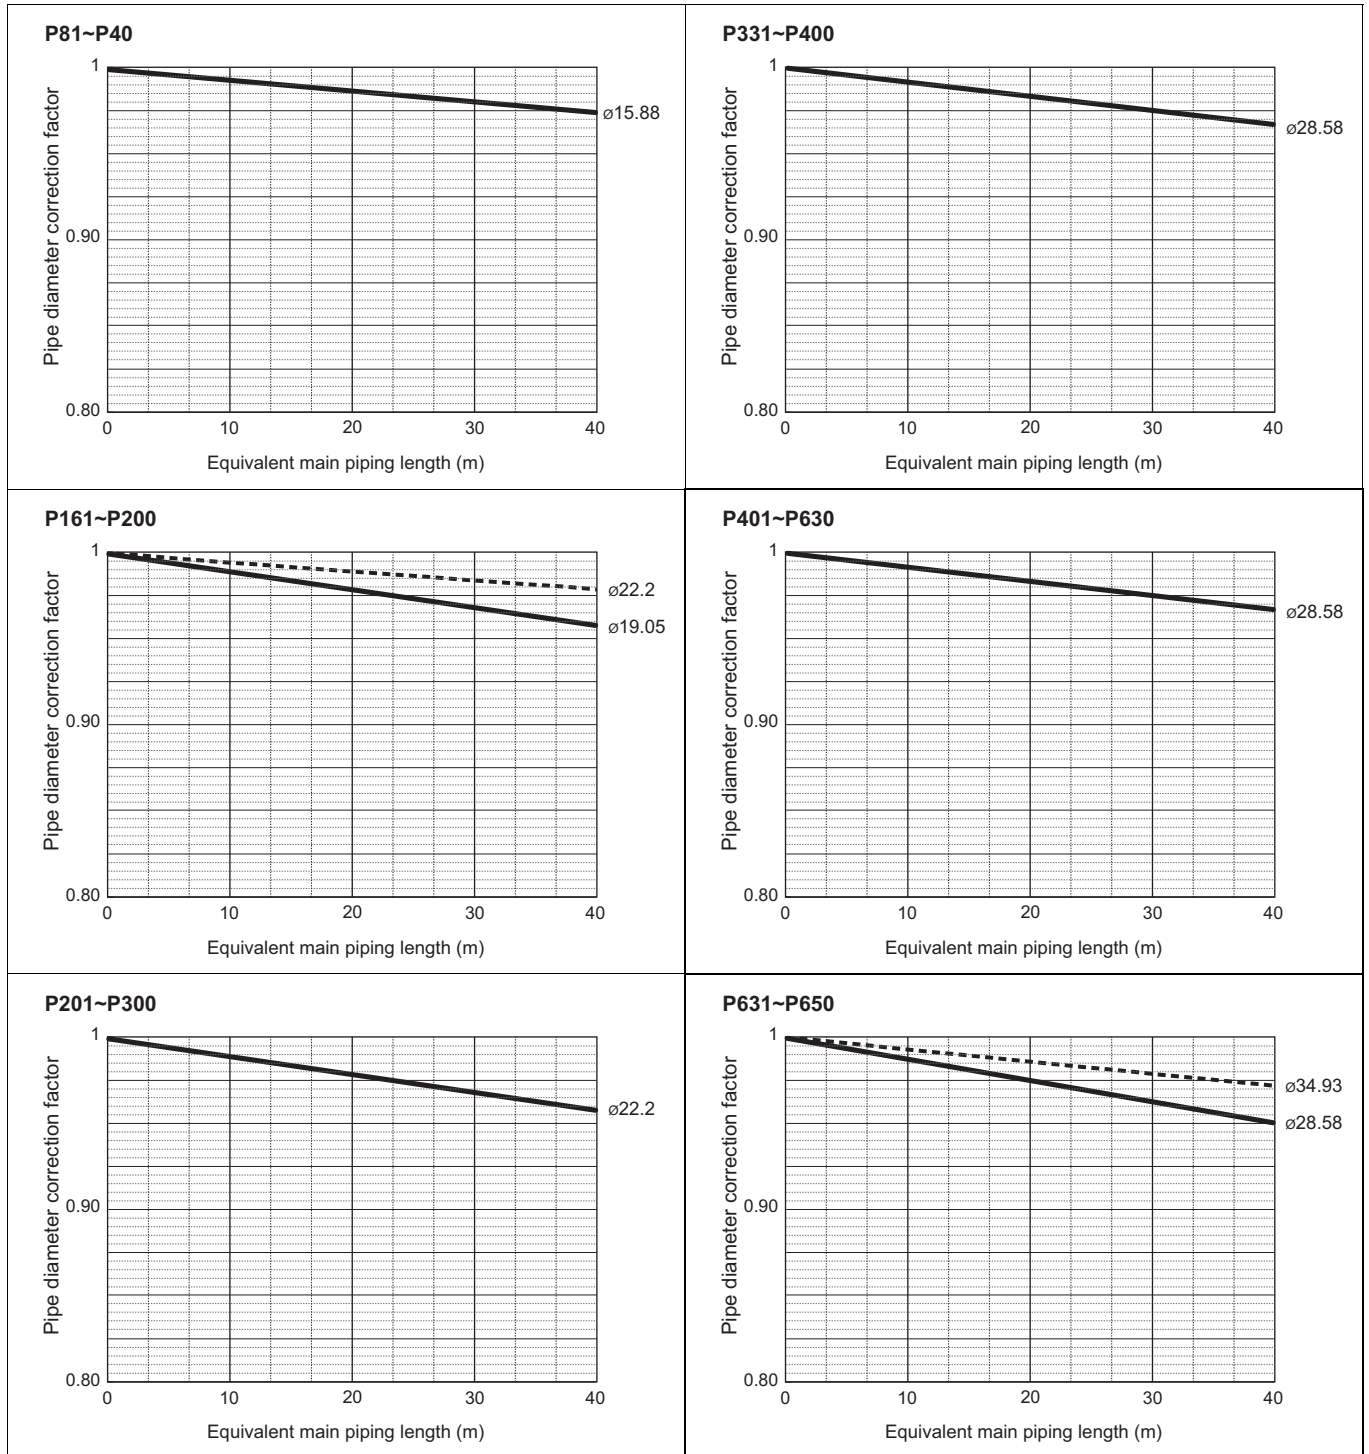 P81~P40
Pipe diameter correction factor
1
0.90
0.80
0
10
20
30
40
ø15.88
Equivalent main piping length (m)
P331~P400
Pipe diameter correction factor
1
0.90
0.80
0
10
20
30
40
ø28.58
Equivalent main piping length (m)
P161~P200
Pipe diameter correction factor
1
0.90
0.80
0
10
20
30
40
ø22.2
ø19.05
Equivalent main piping length (m)
P401~P630
Pipe diameter correction factor
1
0.90
0.80
0
10
20
30
40
ø28.58
Equivalent main piping length (m)
P201~P300
Pipe diameter correction factor
1
0.90
0.80
0
10
20
30
40
ø22.2
Equivalent main piping length (m)
P631~P650
Pipe diameter correction factor
1
0.90
0.80
0
10
20
30
40
ø34.93
ø28.58
Equivalent main piping length (m)